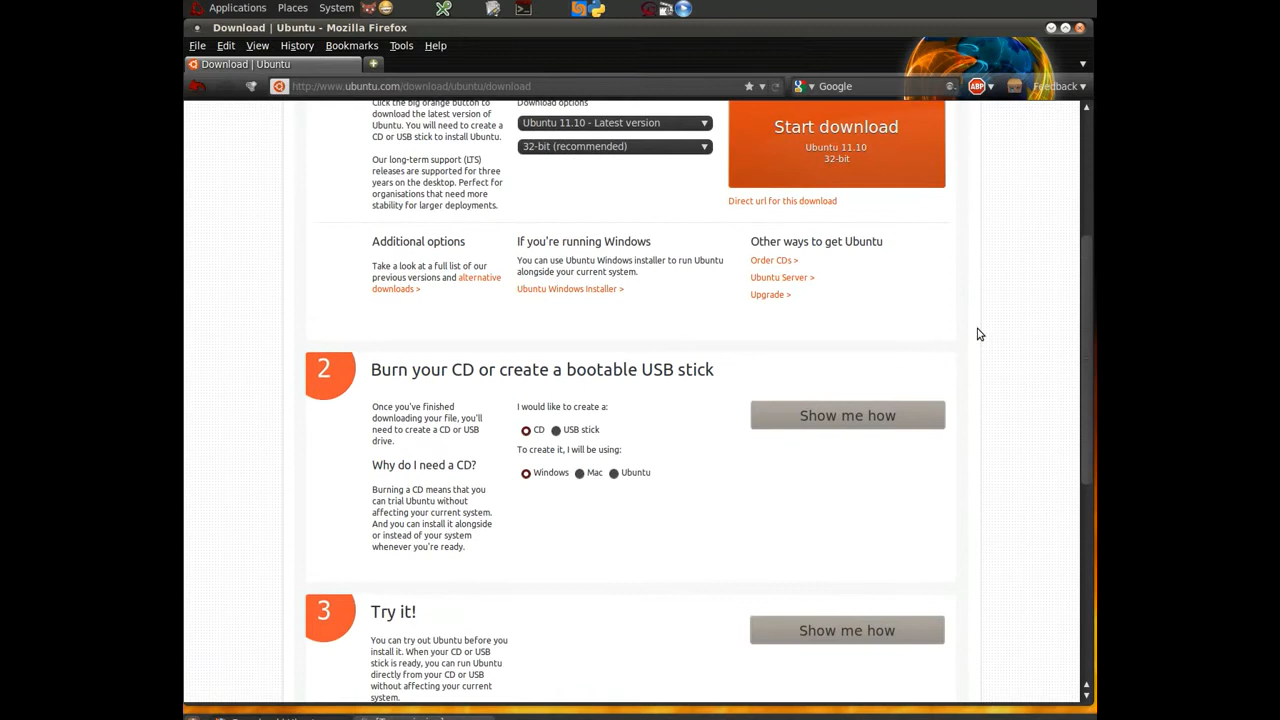 Applications Places System
Download | Ubuntu - Mozilla Firefox
File Edit View History Bookmarks Tools Help
Download | Ubuntu
http://www.ubuntu.com/download/ubuntu/download
Google
ABP
Feedback
Click the big orange button to
download the latest version of
Ubuntu. You will need to create a
CD or USB stick to install Ubuntu.
Our long-term support (LTS)
releases are supported for three
years on the desktop. Perfect for
organisations that need more
stability for larger deployments.
Download options
Ubuntu 11.10 - Latest version
32-bit (recommended)
Start download
Ubuntu 11.10
32-bit
Direct url for this download
Additional options
Take a look at a full list of our
previous versions and alternative
downloads >
If you're running Windows
You can use Ubuntu Windows installer to run Ubuntu
alongside your current system.
Ubuntu Windows Installer >
Other ways to get Ubuntu
Order CDs >
Ubuntu Server >
Upgrade >
2
Burn your CD or create a bootable USB stick
Once you've finished
downloading your file, you'll
need to create a CD or USB
drive.
Why do I need a CD?
Burning a CD means that you
can trial Ubuntu without
affecting your current system.
And you can install it alongside
or instead of your system
whenever you're ready.
I would like to create a:
CD USB stick
To create it, I will be using:
Windows Mac Ubuntu
Show me how
3
Try it!
You can try out Ubuntu before you
install it. When your CD or USB
stick is ready, you can run Ubuntu
directly from your CD or USB
without affecting your current
system.
Show me how